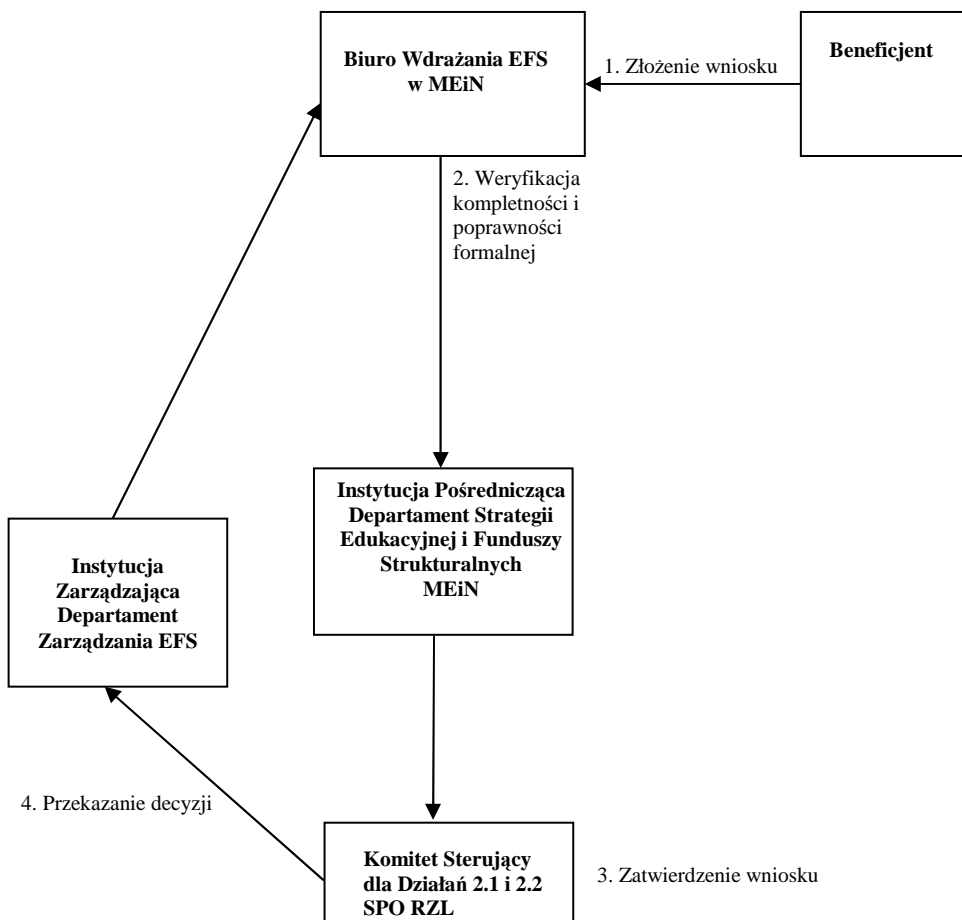 Biuro Wdrażania EFS
w MEiN
1. Złożenie wniosku
Beneficjent
2. Weryfikacja
kompletności i
poprawności
formalnej
Instytucja Pośrednicząca
Departament Strategii
Edukacyjnej i Funduszy
Strukturalnych
MEiN
Instytucja
Zarządzająca
Departament
Zarządzania EFS
4. Przekazanie decyzji
Komitet Sterujący
dla Działań 2.1 i 2.2
SPO RZL
3. Zatwierdzenie wniosku